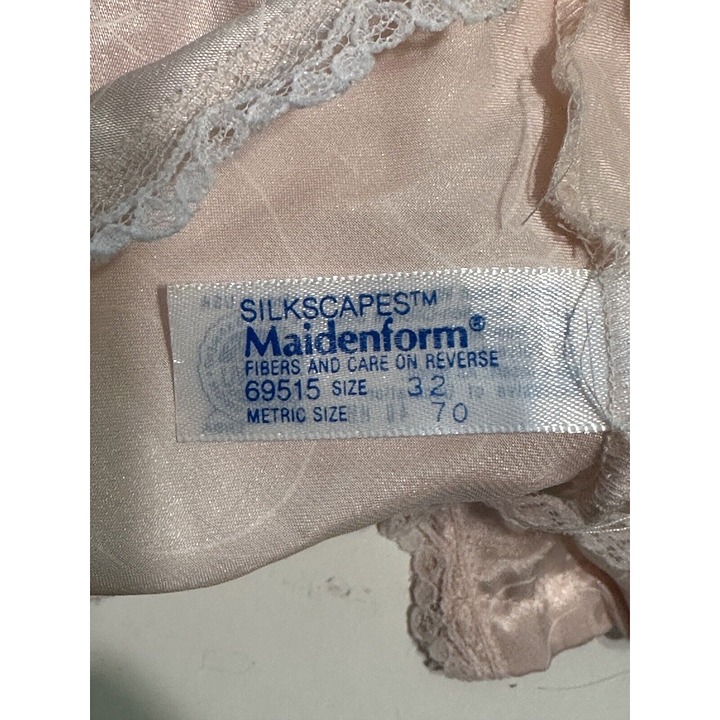 SILKSCAPES™
Maidenform®
FIBERS AND CARE ON REVERSE
69515 SIZE 32
METRIC SIZE 70